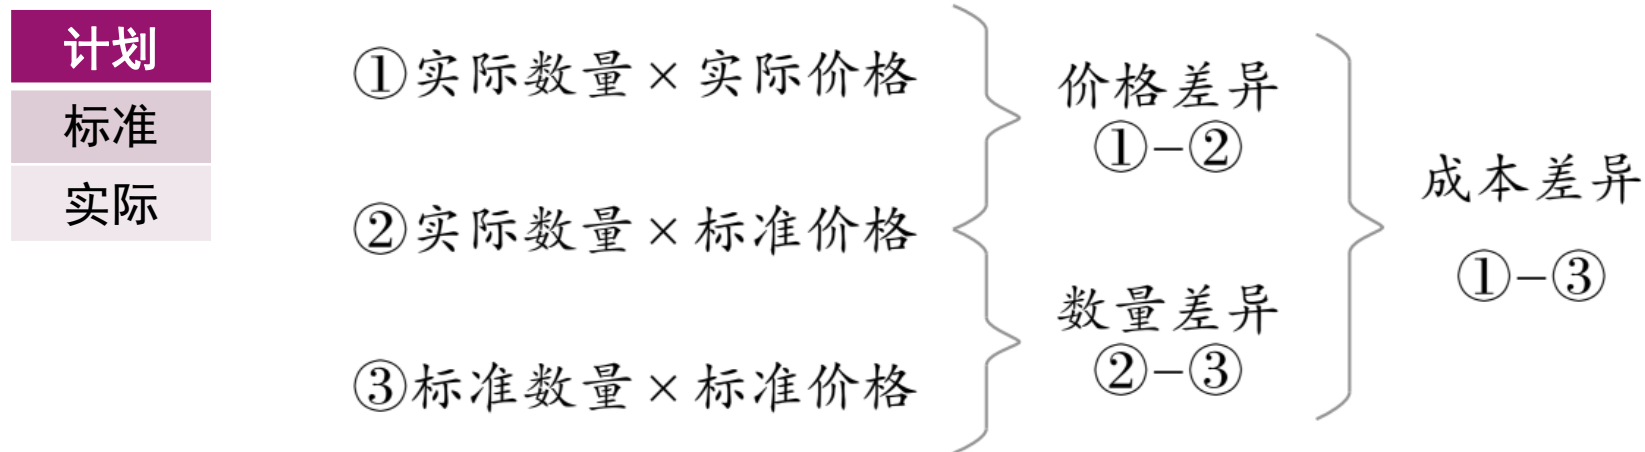 计划
标准
实际
①实际数量×实际价格
②实际数量×标准价格
③标准数量×标准价格
价格差异
①–②
数量差异
②–③
成本差异
①–③